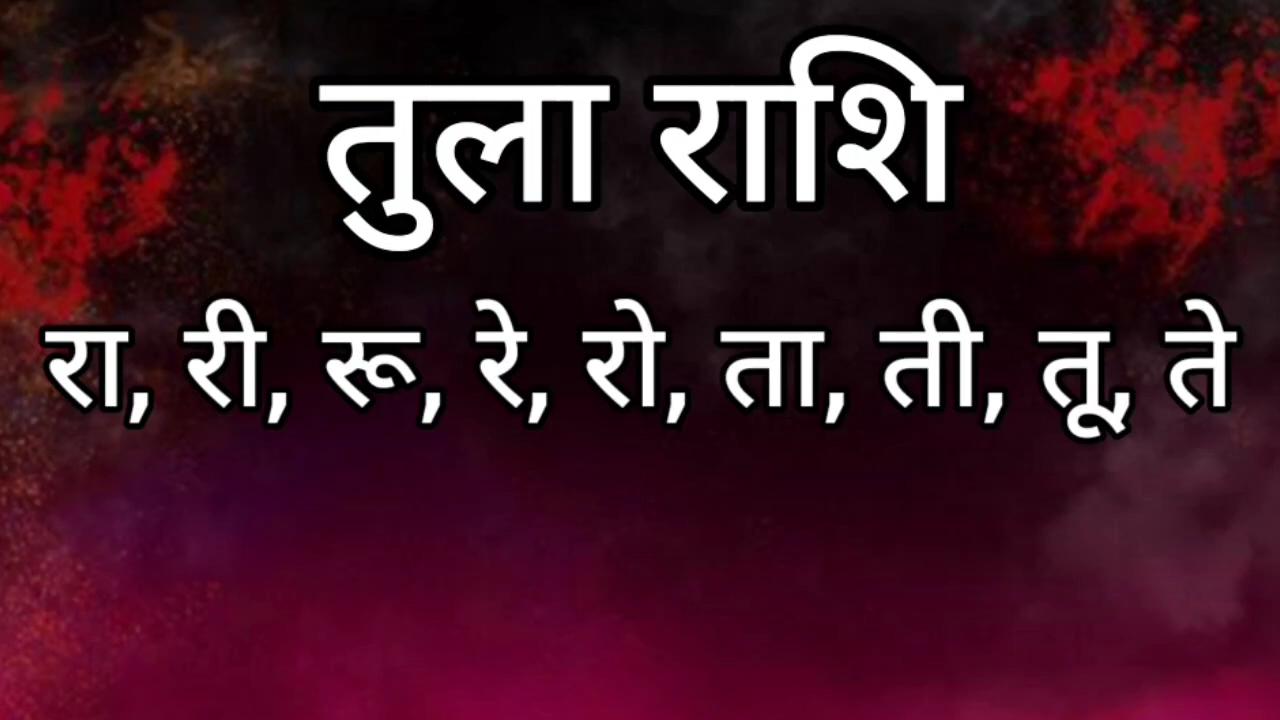 तुला राशि
रा, री, रू, रे, रो, ता, ती, तू, ते